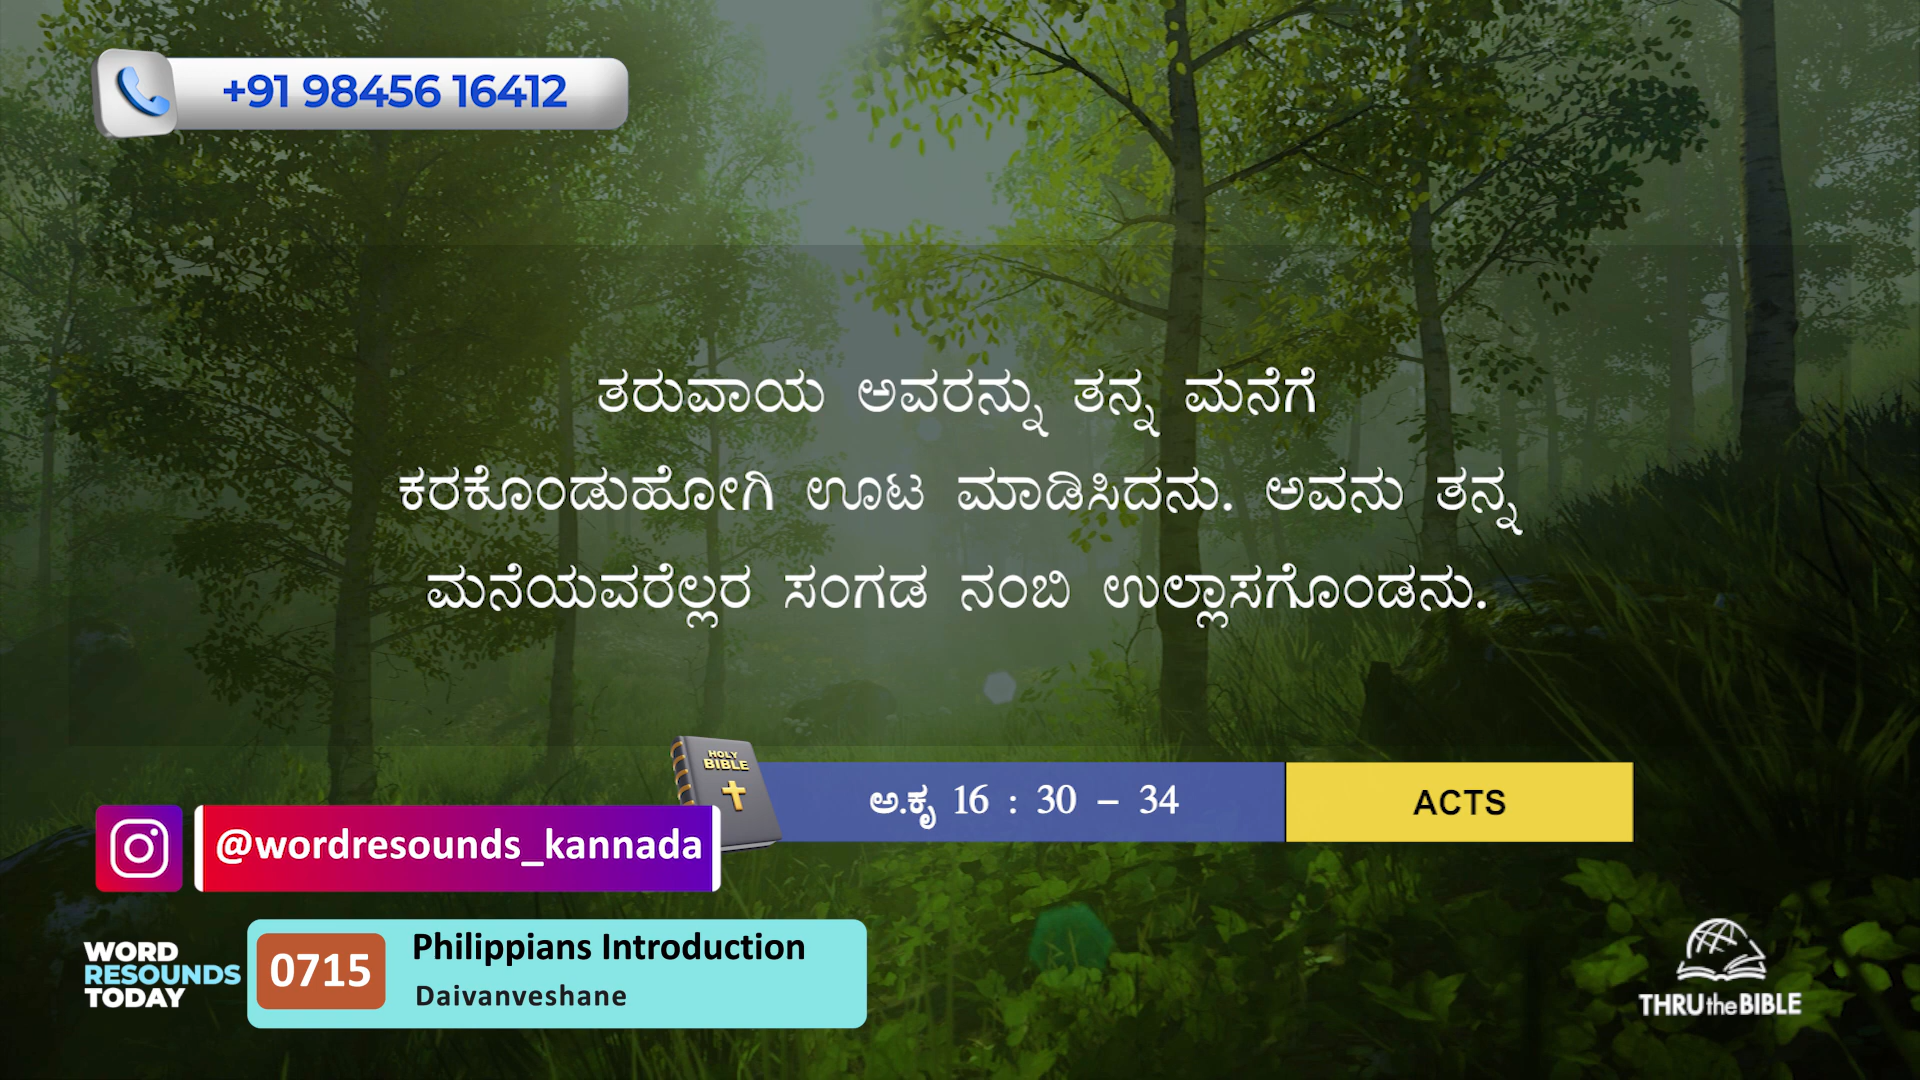 +91 98456 16412
ತರುವಾಯ ಅವರನ್ನು ತನ್ನ ಮನೆಗೆ
ಕರಕೊಂಡುಹೋಗಿ ಊಟ ಮಾಡಿಸಿದನು. ಅವನು ತನ್ನ
ಮನೆಯವರೆಲ್ಲರ ಸಂಗಡ ನಂಬಿ ಉಲ್ಲಾಸಗೊಂಡನು.
HOLY
BIBLE
ಅ.ಕೃ 16 : 30 – 34
ACTS
@wordresounds_kannada
WORD
RESOUNDS
TODAY
0715
Philippians Introduction
Daivanveshane
THRU the BIBLE